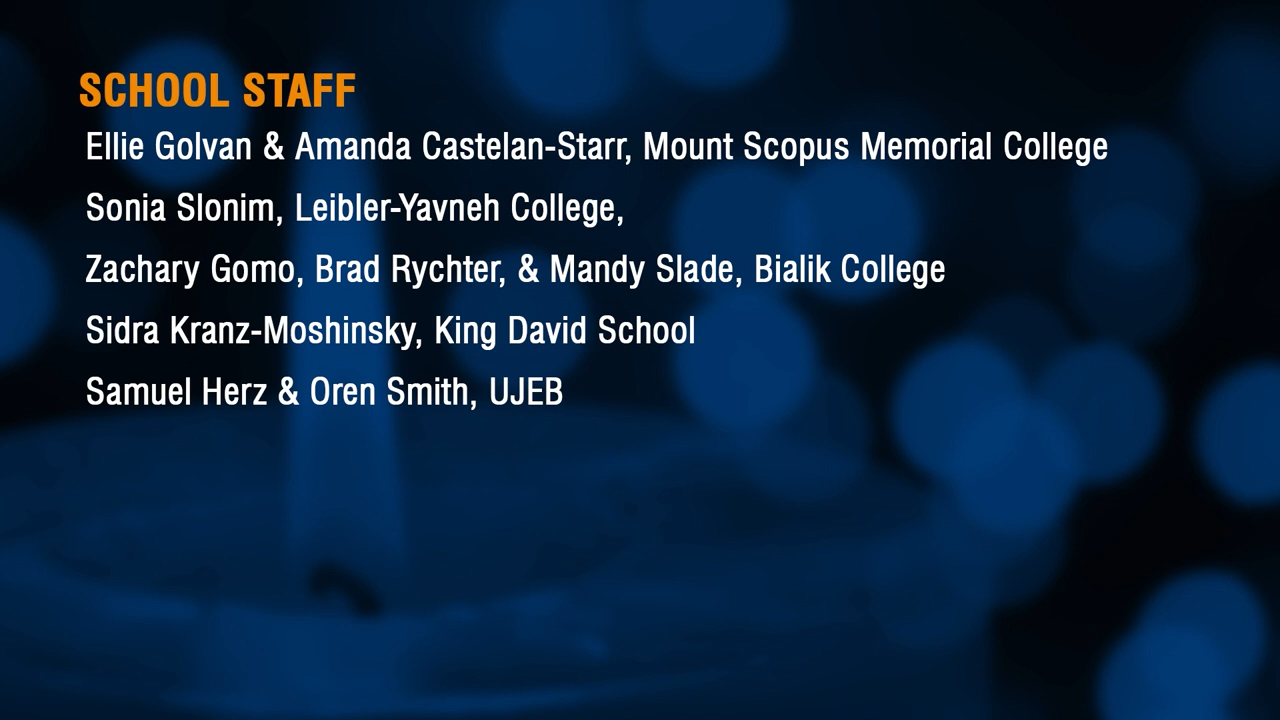 SCHOOL STAFF
Ellie Golvan & Amanda Castelan-Starr, Mount Scopus Memorial College
Sonia Slonim, Leibler-Yavneh College,
Zachary Gomo, Brad Rychter, & Mandy Slade, Bialik College
Sidra Kranz-Moshinsky, King David School
Samuel Herz & Oren Smith, UJEB